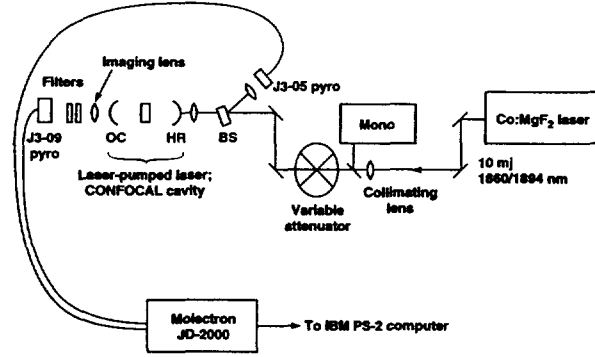 Imaging lens
Filters
J3-05 pyro
J3-09
pyro
OC
HR
BS
Laser-pumped laser;
CONFOCAL cavity
Mono
Co:MgF2 laser
10 mj
1860/1894 nm
Variable
attenuator
Collimating
lens
Molectron
JD-2000
To IBM PS-2 computer